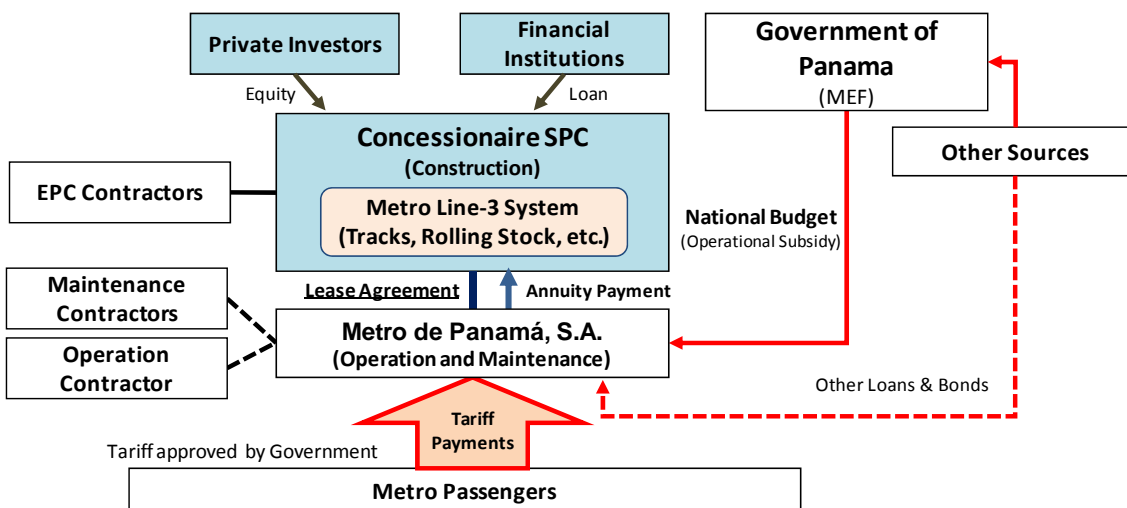 Private Investors
Financial
Institutions
Government of
Panama
(MEF)
Equity
Loan
Other Sources
Concessionaire SPC
(Construction)
EPC Contractors
Metro Line-3 System
(Tracks, Rolling Stock, etc.)
National Budget
(Operational Subsidy)
Maintenance
Contractors
Lease Agreement
Annuity Payment
Metro de Panamá, S.A.
(Operation and Maintenance)
Operation
Contractor
Other Loans & Bonds
Tariff
Payments
Tariff approved by Government
Metro Passengers